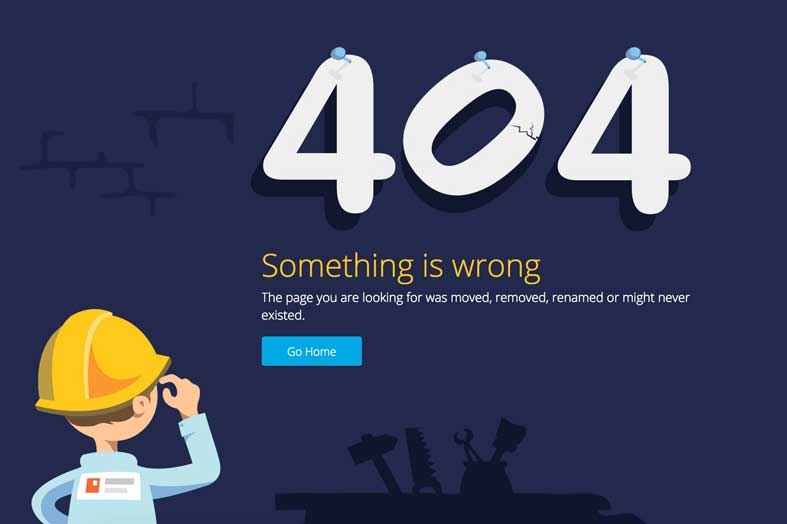 404
Something is wrong
The page you are looking for was moved, removed, renamed or might never
existed.
Go Home